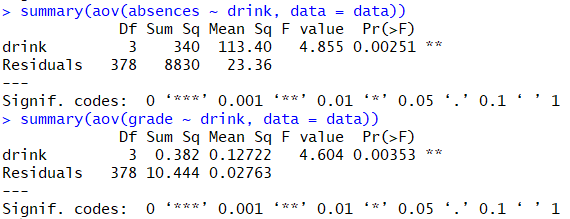 > summary(aov(absences ~ drink, data = data))
             Df Sum Sq Mean Sq F value  Pr(>F)
drink         3    340  113.40   4.855 0.00251 **
Residuals   378   8830   23.36
---
Signif. codes:  0 ‘***’ 0.001 ‘**’ 0.01 ‘*’ 0.05 ‘.’ 0.1 ‘ ’ 1
> summary(aov(grade ~ drink, data = data))
             Df Sum Sq Mean Sq F value  Pr(>F)
drink         3  0.382 0.12722   4.604 0.00353 **
Residuals   378 10.444 0.02763
---
Signif. codes:  0 ‘***’ 0.001 ‘**’ 0.01 ‘*’ 0.05 ‘.’ 0.1 ‘ ’ 1